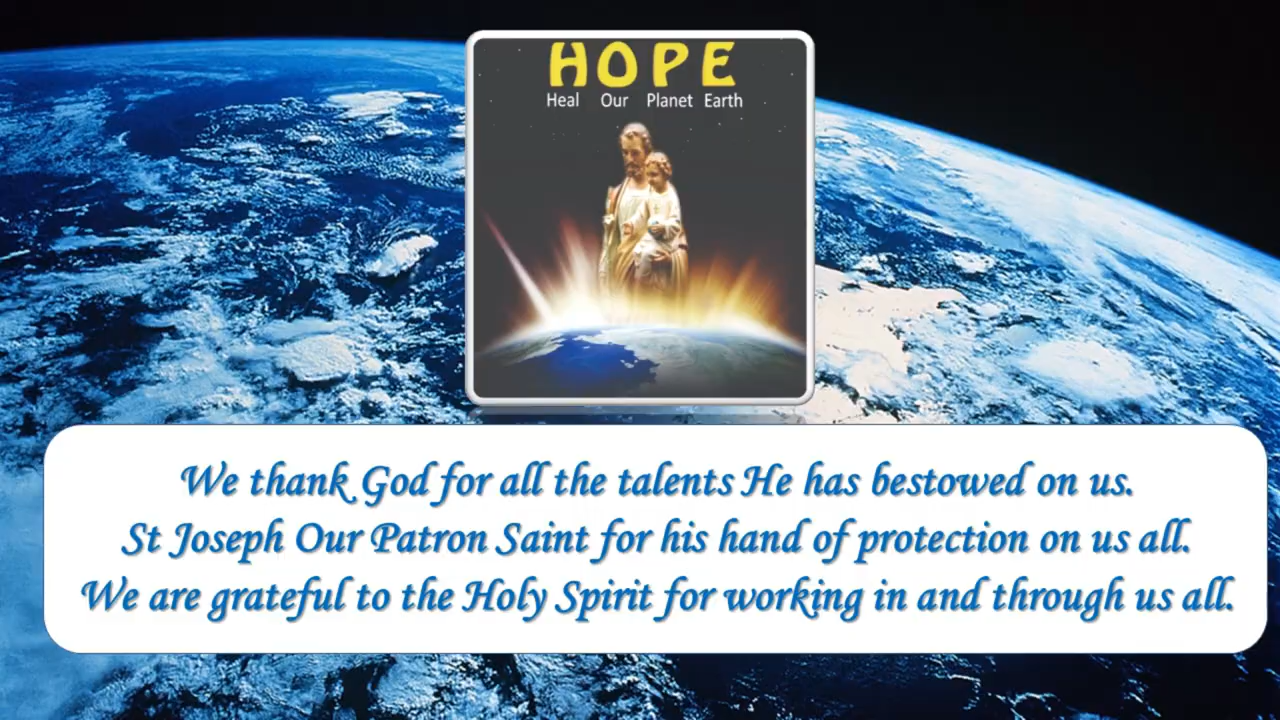 HOPE
Heal Our Planet Earth
We thank God for all the talents He has bestowed on us.
St Joseph Our Patron Saint for his hand of protection on us all.
We are grateful to the Holy Spirit for working in and through us all.